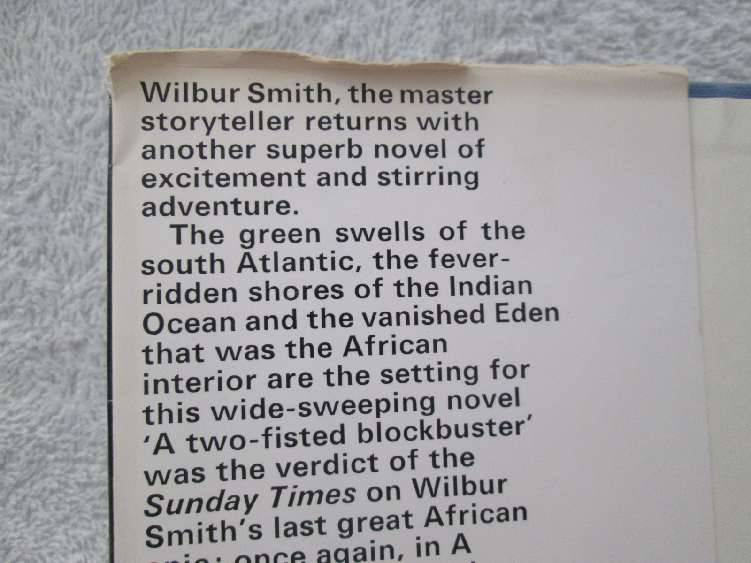 Wilbur Smith, the master
storyteller returns with
another superb novel of
excitement and stirring
adventure.
The green swells of the
south Atlantic, the fever-
ridden shores of the Indian
Ocean and the vanished Eden
that was the African
interior are the setting for
this wide-sweeping novel
‘A two-fisted blockbuster’
was the verdict of the
Sunday Times on Wilbur
Smith's last great African
epic; once again, in A